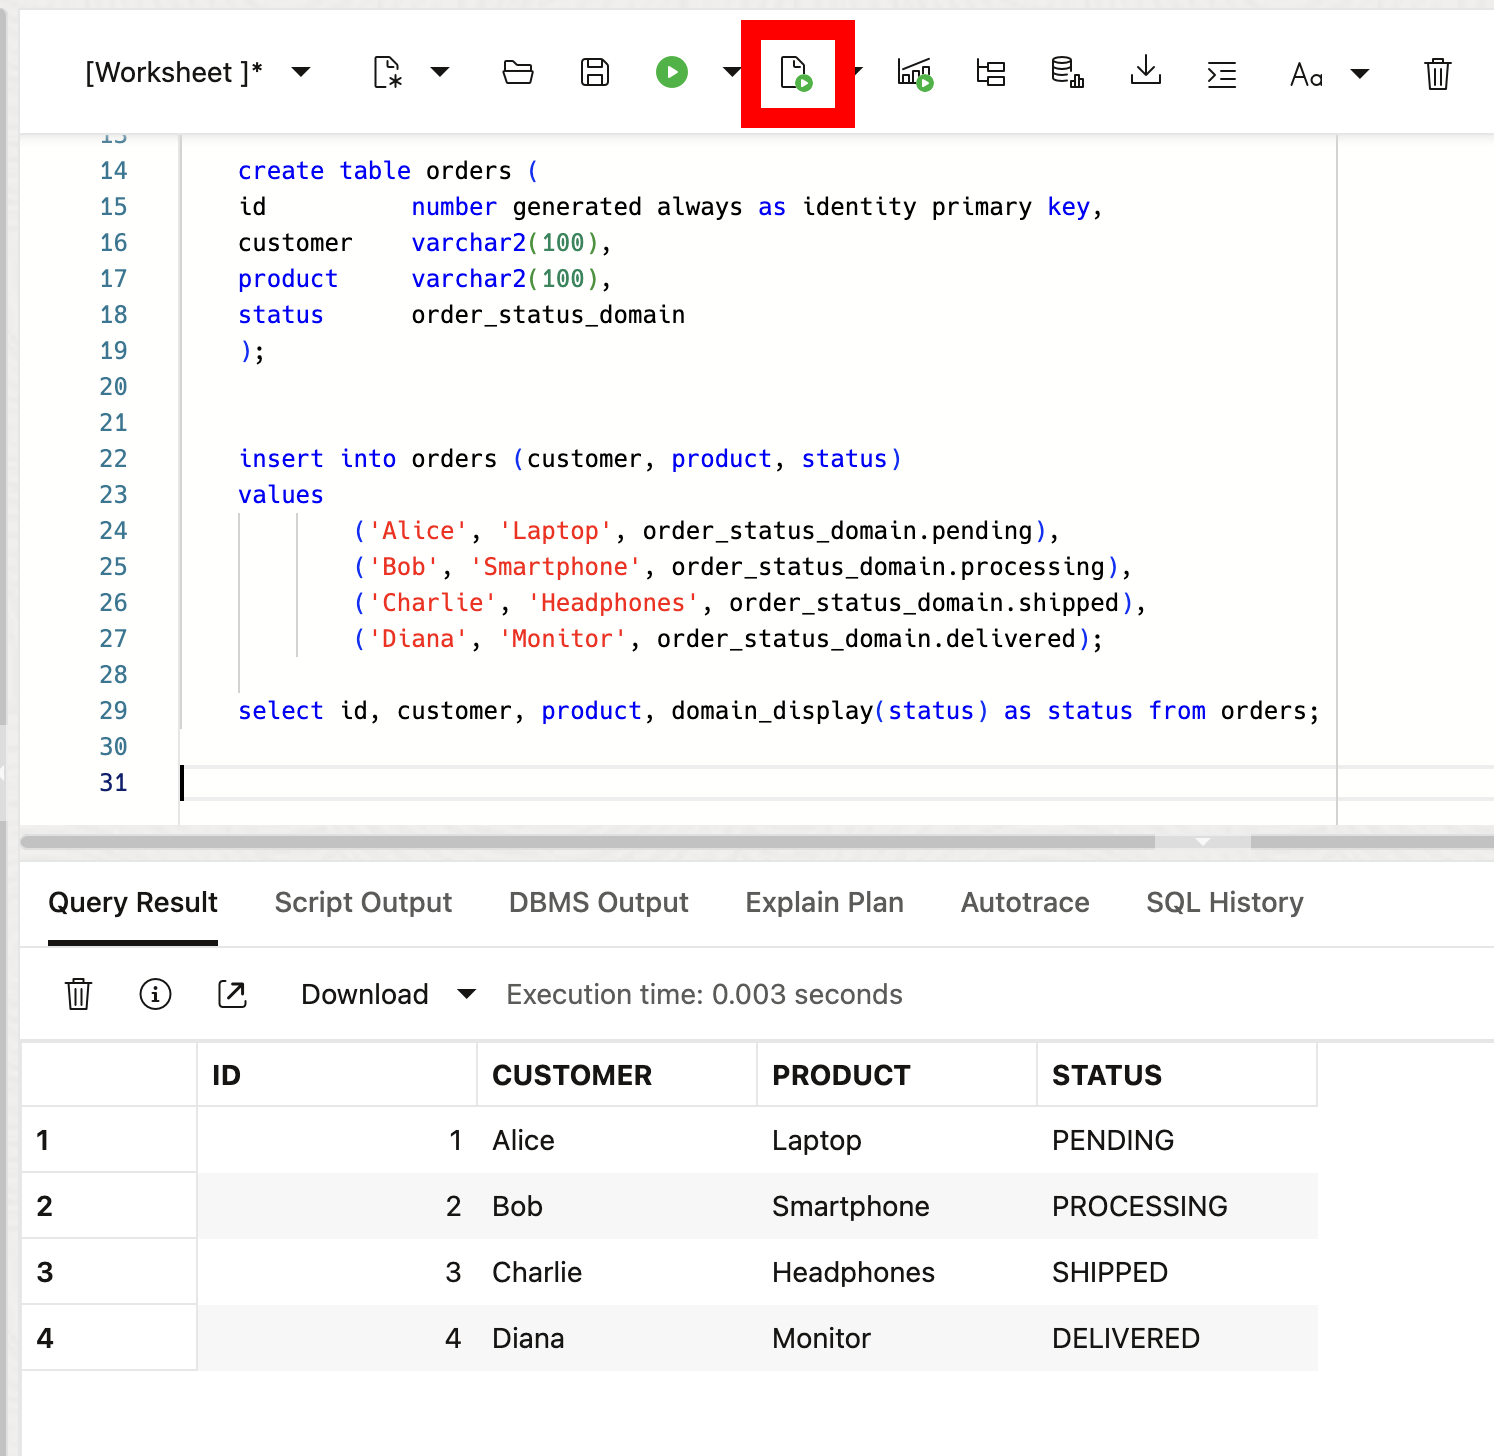 [Worksheet ]*
Aa
13
14 create table orders (
15 id number generated always as identity primary key,
16 customer varchar2(100),
17 product varchar2(100),
18 status order_status_domain
19 );
20
21
22 insert into orders (customer, product, status)
23 values
24 ('Alice', 'Laptop', order_status_domain.pending),
25 ('Bob', 'Smartphone', order_status_domain.processing),
26 ('Charlie', 'Headphones', order_status_domain.shipped),
27 ('Diana', 'Monitor', order_status_domain.delivered);
28
29 select id, customer, product, domain_display(status) as status from orders;
30
31
Query Result Script Output DBMS Output Explain Plan Autotrace SQL History
Download Execution time: 0.003 seconds
ID CUSTOMER PRODUCT STATUS
1 1 Alice Laptop PENDING
2 2 Bob Smartphone PROCESSING
3 3 Charlie Headphones SHIPPED
4 4 Diana Monitor DELIVERED